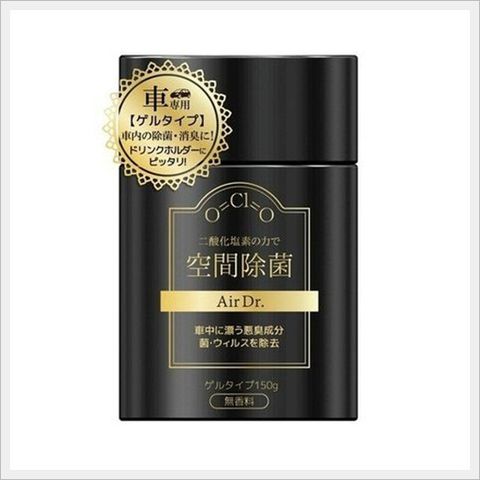 車専用
【ゲルタイプ】
車内の除菌・消臭に!
ドリンクホルダーに
ピッタリ!
O=Cl=O
二酸化塩素の力で
空間除菌
Air Dr.
車中に漂う悪臭成分
菌・ウィルスを除去
ゲルタイプ150g
無香料